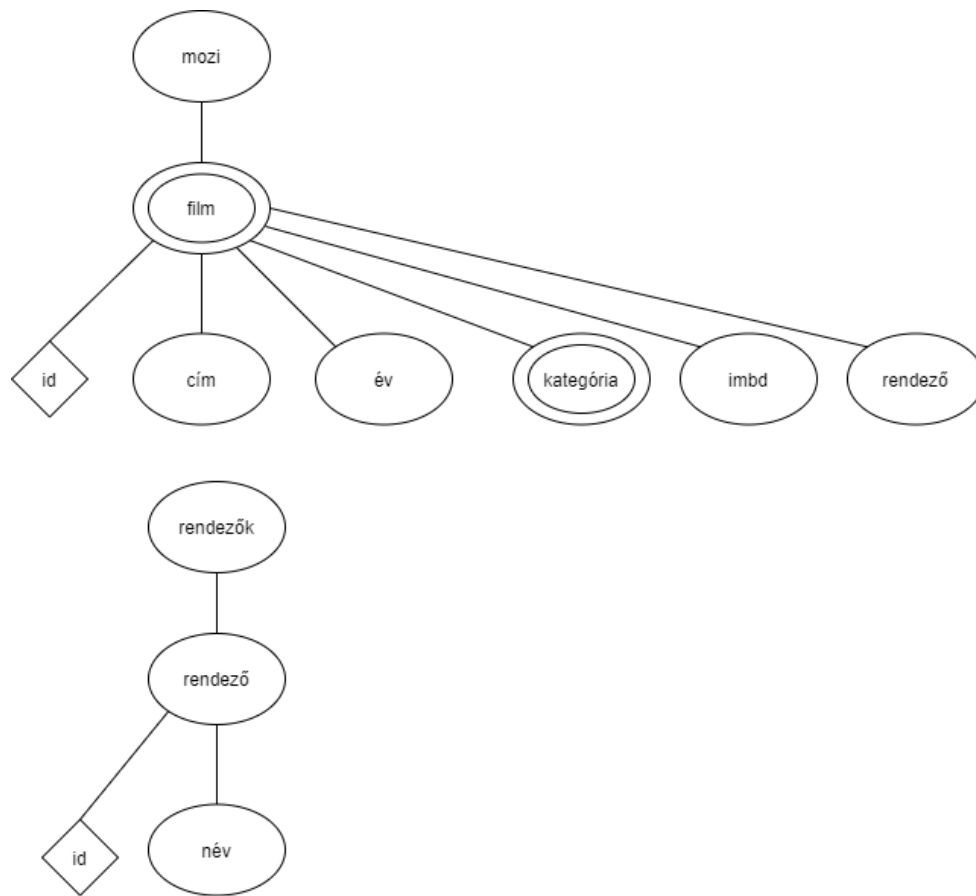 mozi
film
id
cím
év
kategória
imbd
rendező
rendezők
rendező
id
név